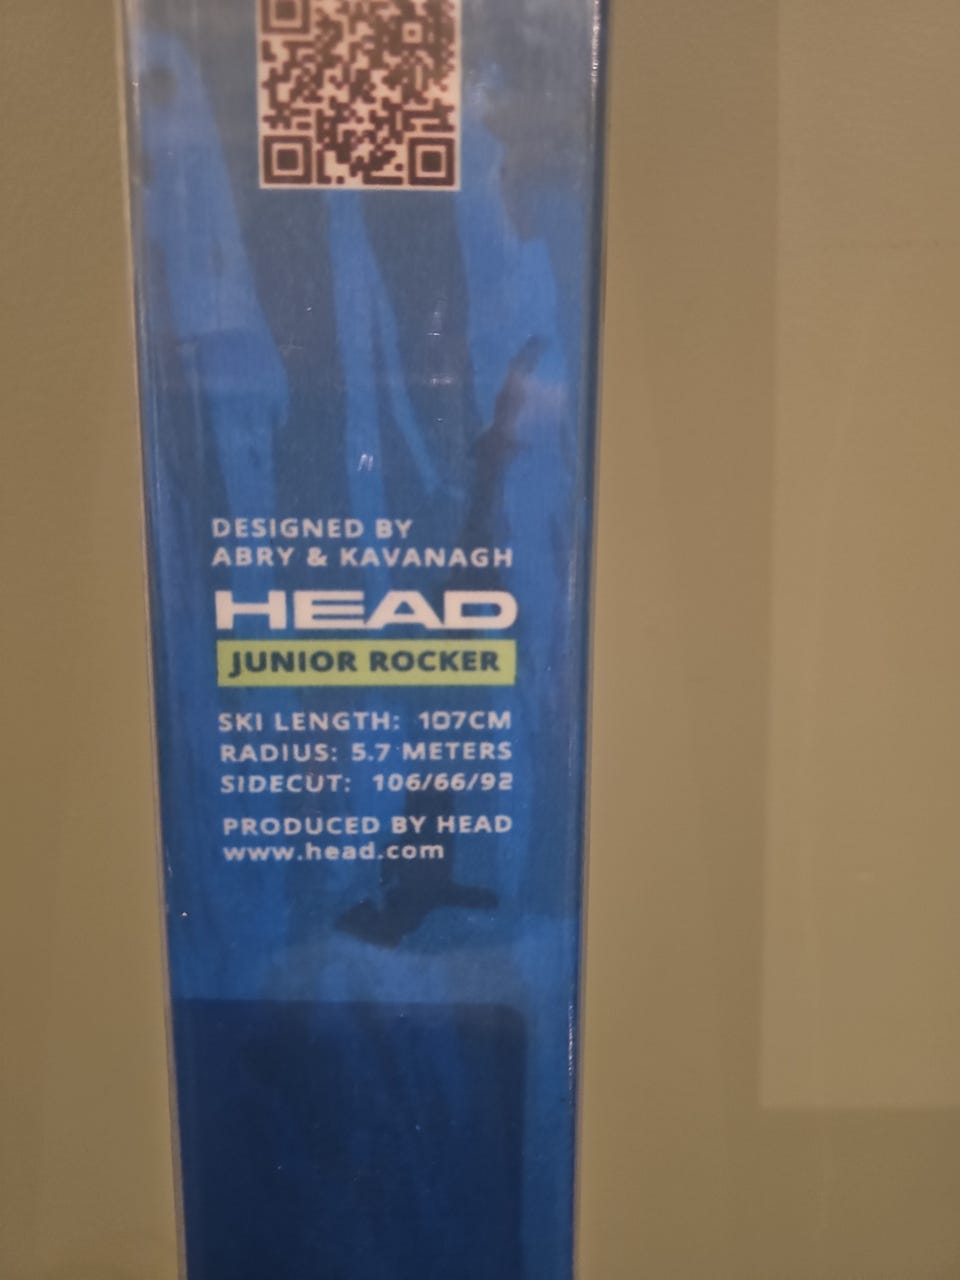 DESIGNED BY
ABRY & KAVANAGH
HEAD
JUNIOR ROCKER
SKI LENGTH: 107CM
RADIUS: 5.7 METERS
SIDECUT: 106/66/92
PRODUCED BY HEAD
www.head.com